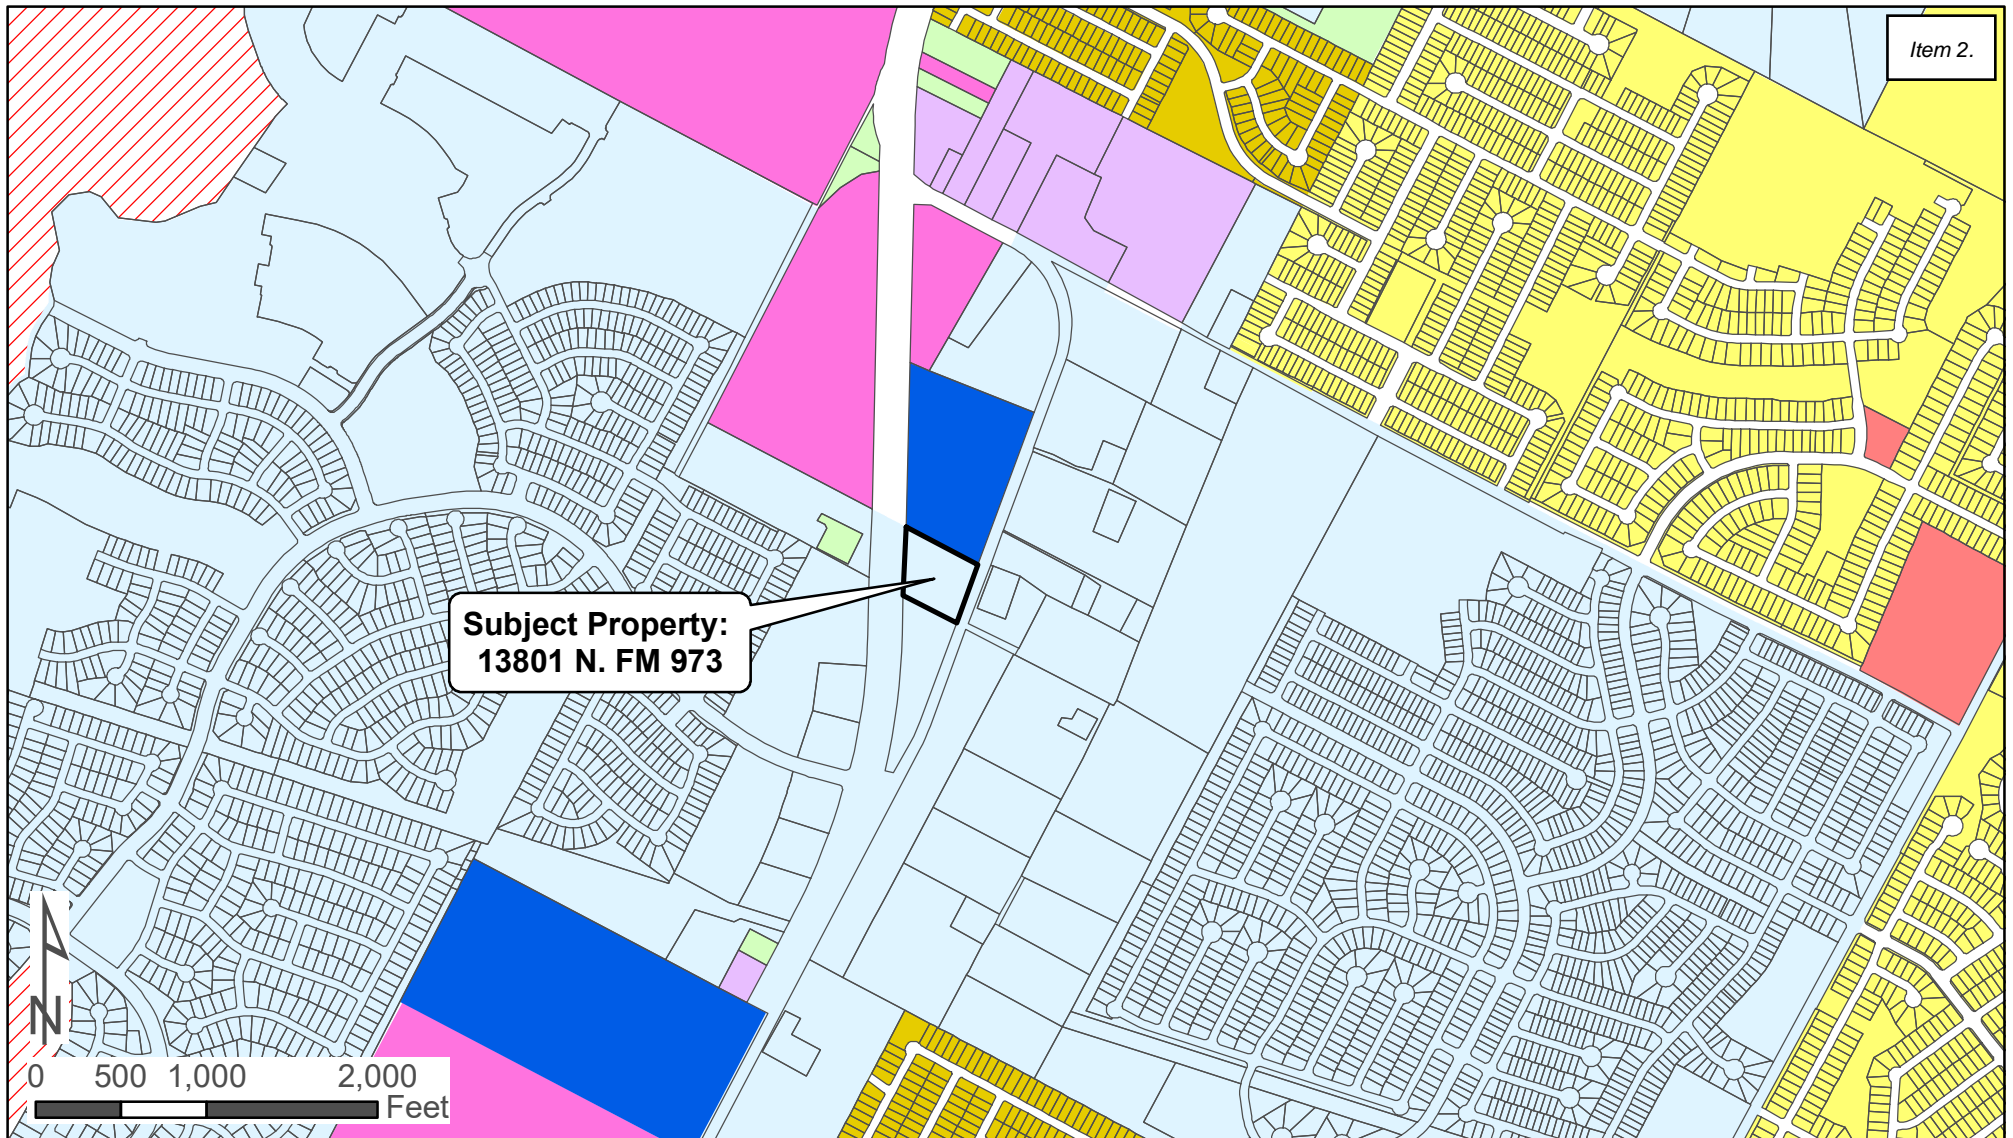 Item 2.
Subject Property:
13801 N. FM 973
N
0 500 1,000 2,000
Feet